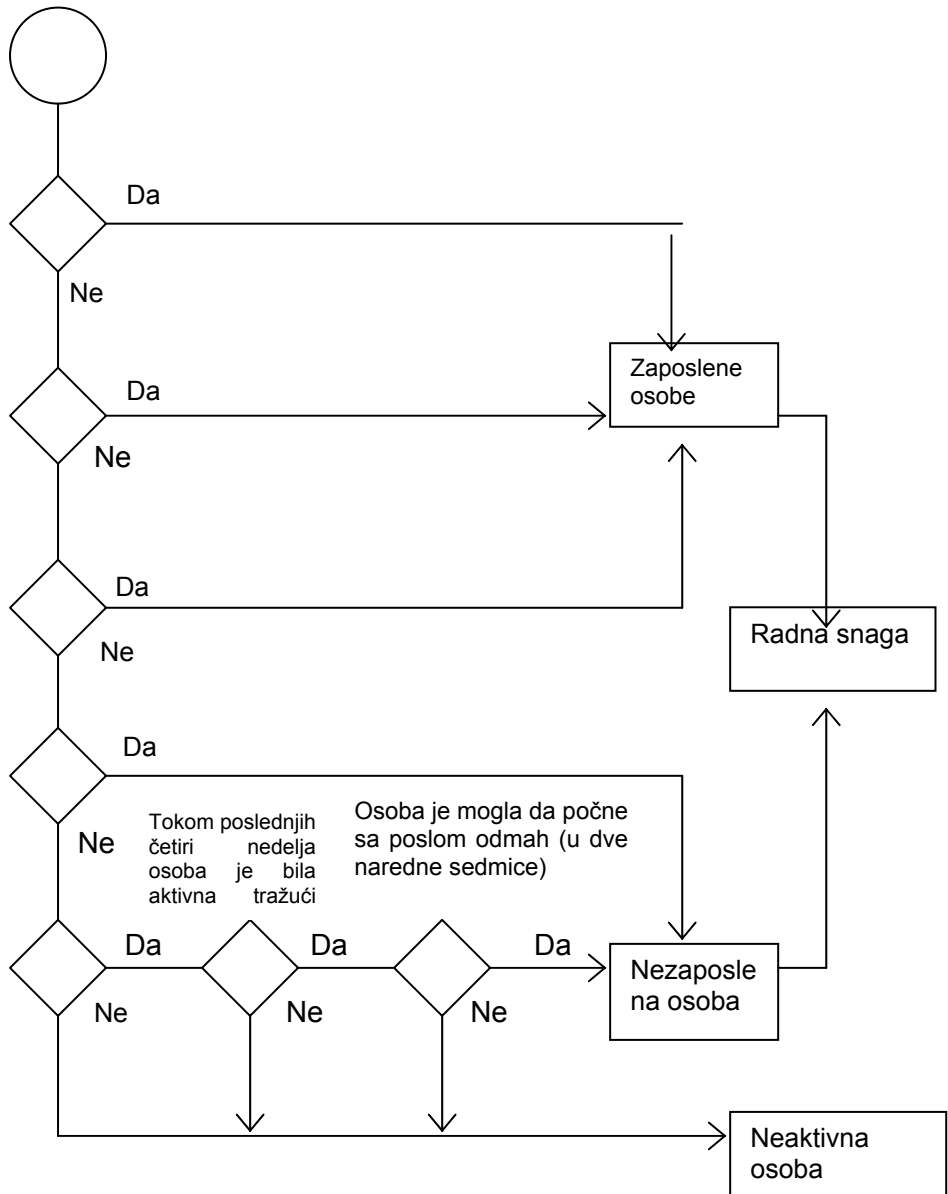 Da
Ne
Zaposlene
osobe
Da
Ne
Da
Ne
Radna snaga
Da
Ne
Tokom poslednjih
četiri nedelja
osoba je bila
aktivna tražući
Osoba je mogla da počne
sa poslom odmah (u dve
naredne sedmice)
Da
Da
Da
Ne
Ne
Ne
Nezaposle
na osoba
Neaktivna
osoba